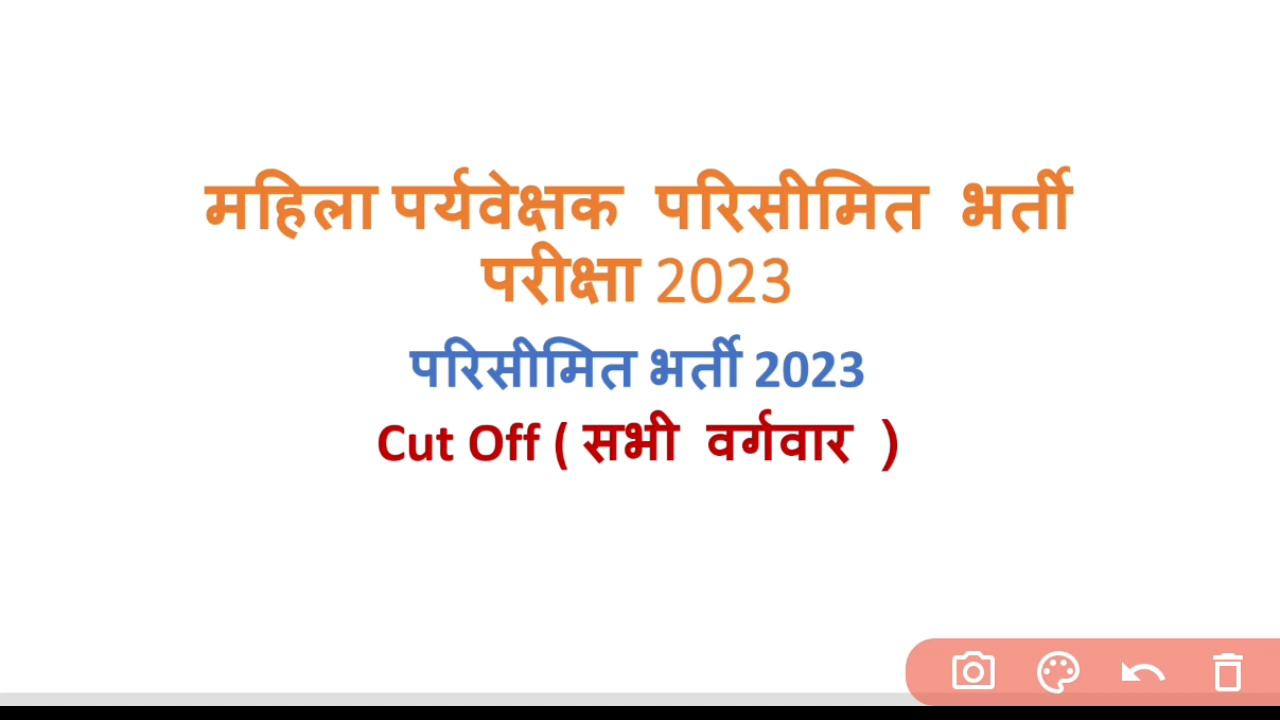 महिला पर्यवेक्षक परिसीमित भर्ती
परीक्षा 2023
परिसीमित भर्ती 2023
Cut Off ( सभी वर्गवार )